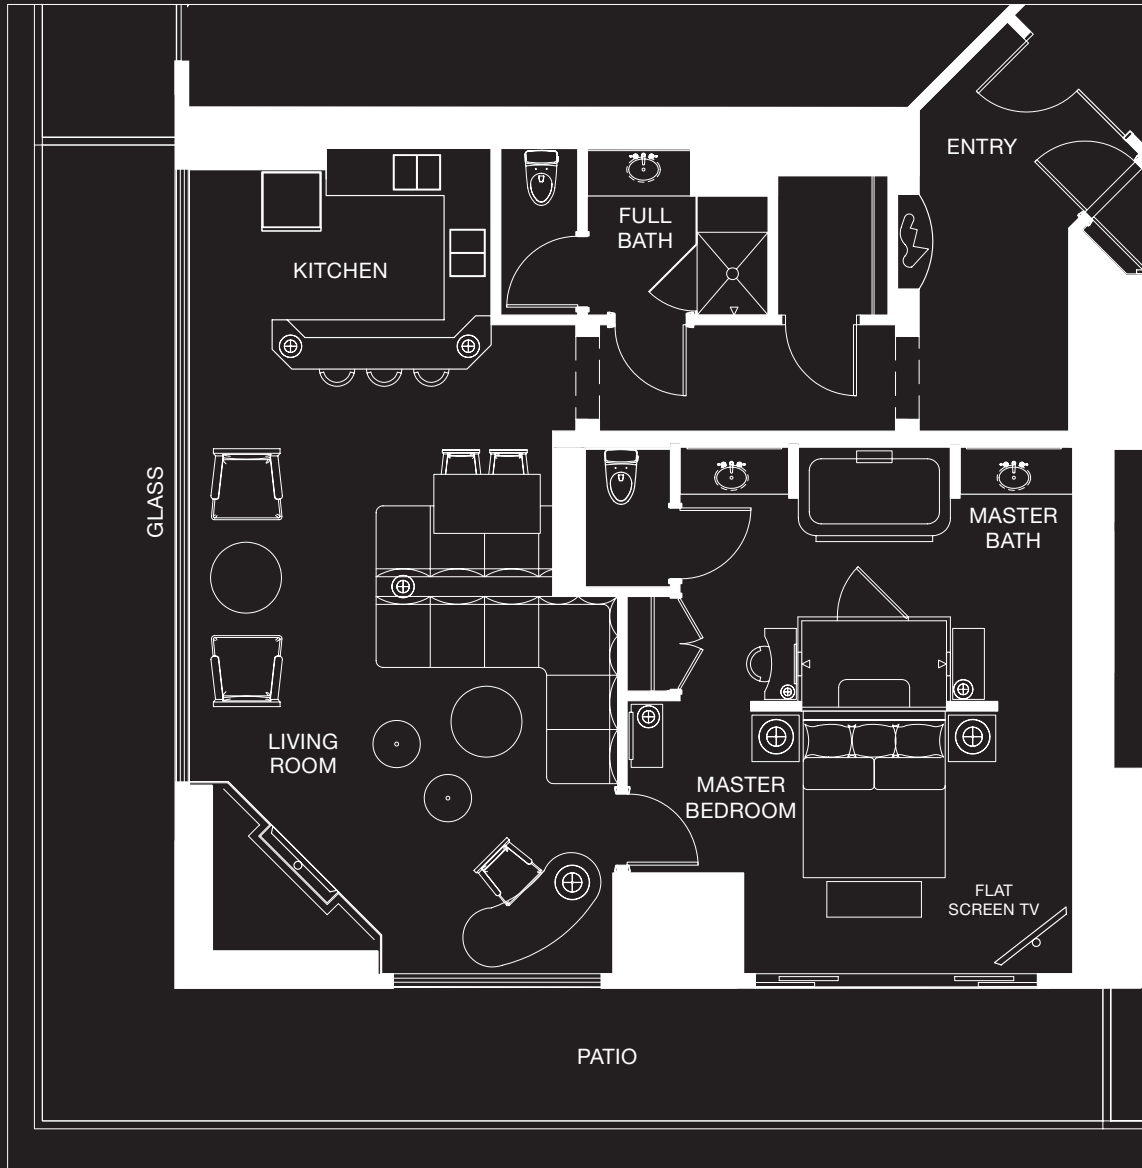 ENTRY
FULL
BATH
KITCHEN
GLASS
MASTER
BATH
LIVING
ROOM
MASTER
BEDROOM
FLAT
SCREEN TV
PATIO